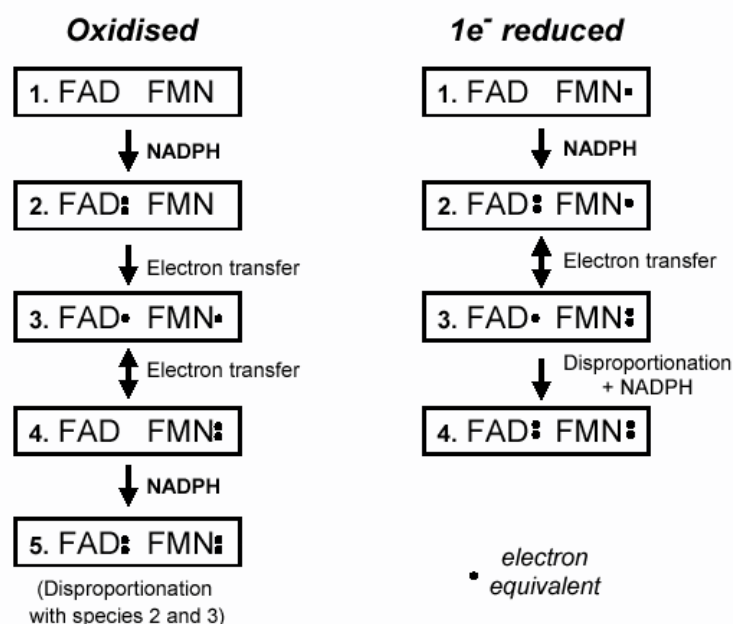 Oxidised
1. FAD FMN
NADPH
2. FAD: FMN
Electron transfer
3. FAD• FMN•
Electron transfer
4. FAD FMN:
NADPH
5. FAD: FMN:
(Disproportionation
with species 2 and 3)
1e⁻ reduced
1. FAD FMN•
NADPH
2. FAD: FMN•
Electron transfer
3. FAD• FMN:
Disproportionation
+ NADPH
4. FAD: FMN:
• electron
equivalent